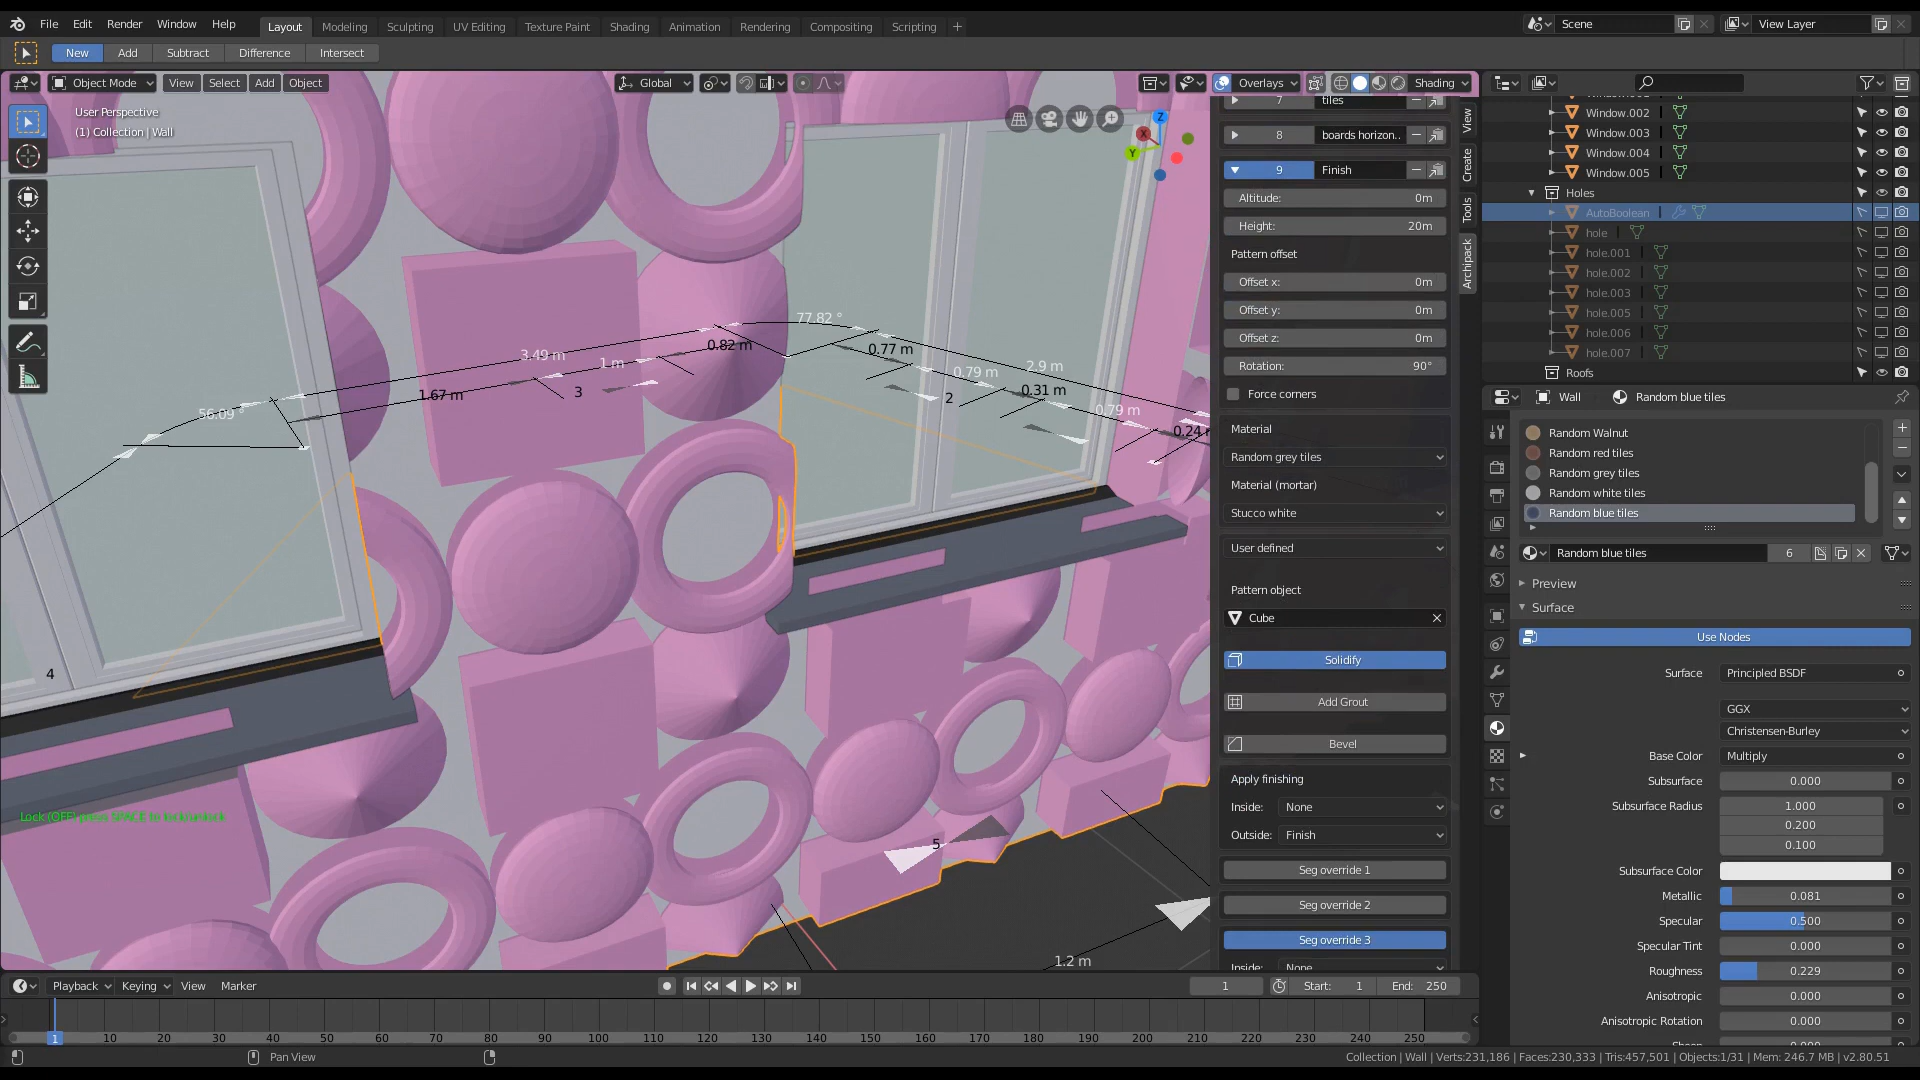 File Edit Render Window Help Layout Modeling Sculpting UV Editing Texture Paint Shading Animation Rendering Compositing Scripting + Scene View Layer
New Add Subtract Difference Intersect
Object Mode View Select Add Object Global Overlays Shading
User Perspective
(1) Collection | Wall
Z
X
Y
77.82 °
3.49 m
1 m
0.82 m
0.77 m
2.9 m
0.79 m
0.31 m
1.67 m
3
2
56.09 °
0.79 m
4
5
1.2 m
Lock (OFF) press SPACE to lock/unlock
7 tiles
8 boards horizon..
9 Finish
Altitude: 0m
Height: 20m
Pattern offset
Offset x: 0m
Offset y: 0m
Offset z: 0m
Rotation: 90°
Force corners
Material
Random grey tiles
Material (mortar)
Stucco white
User defined
Pattern object
Cube
Solidify
Add Grout
Bevel
Apply finishing
Inside: None
Outside: Finish
Seg override 1
Seg override 2
Seg override 3
Inside: None
View
Create
Tools
Archipack
Window.002
Window.003
Window.004
Window.005
Holes
AutoBoolean
hole
hole.001
hole.002
hole.003
hole.005
hole.006
hole.007
Roofs
Wall Random blue tiles
Random Walnut
Random red tiles
Random grey tiles
Random white tiles
Random blue tiles
Random blue tiles 6
Preview
Surface
Use Nodes
Surface Principled BSDF
GGX
Christensen-Burley
Base Color Multiply
Subsurface 0.000
Subsurface Radius 1.000
0.200
0.100
Subsurface Color
Metallic 0.081
Specular 0.500
Specular Tint 0.000
Roughness 0.229
Anisotropic 0.000
Anisotropic Rotation 0.000
Playback Keying View Marker 1 Start: 1 End: 250
1 10 20 30 40 50 60 70 80 90 100 110 120 130 140 150 160 170 180 190 200 210 220 230 240 250
Pan View
Collection | Wall | Verts:231,186 | Faces:230,333 | Tris:457,501 | Objects:1/31 | Mem: 246.7 MB | v2.80.51